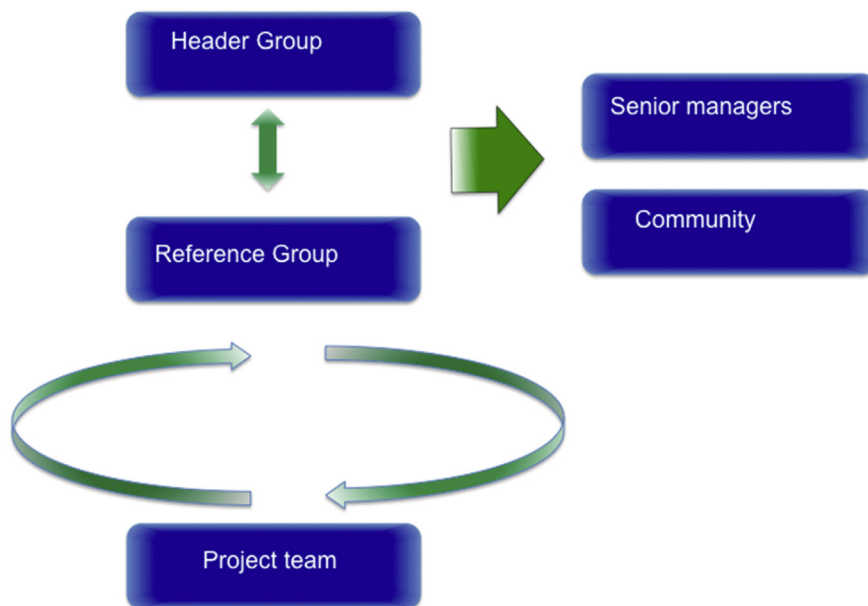 Header Group
Senior managers
Reference Group
Community
Project team